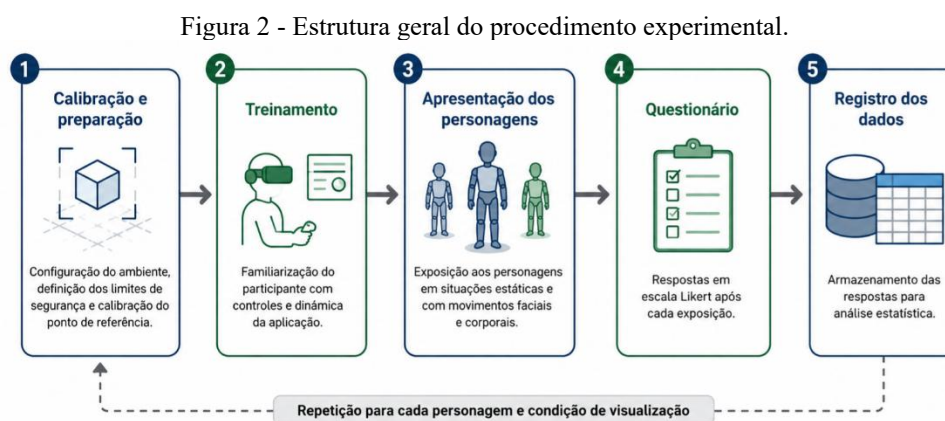 Figura 2 - Estrutura geral do procedimento experimental.
1
Calibração e
preparação
Configuração do ambiente,
definição dos limites de
segurança e calibração do
ponto de referência.
2
Treinamento
Familiarização do
participante com
controles e dinâmica
da aplicação.
3
Apresentação dos
personagens
Exposição aos personagens
em situações estáticas e
com movimentos faciais
e corporais.
4
Questionário
Respostas em
escala Likert após
cada exposição.
5
Registro dos
dados
Armazenamento das
respostas para
análise estatística.
Repetição para cada personagem e condição de visualização